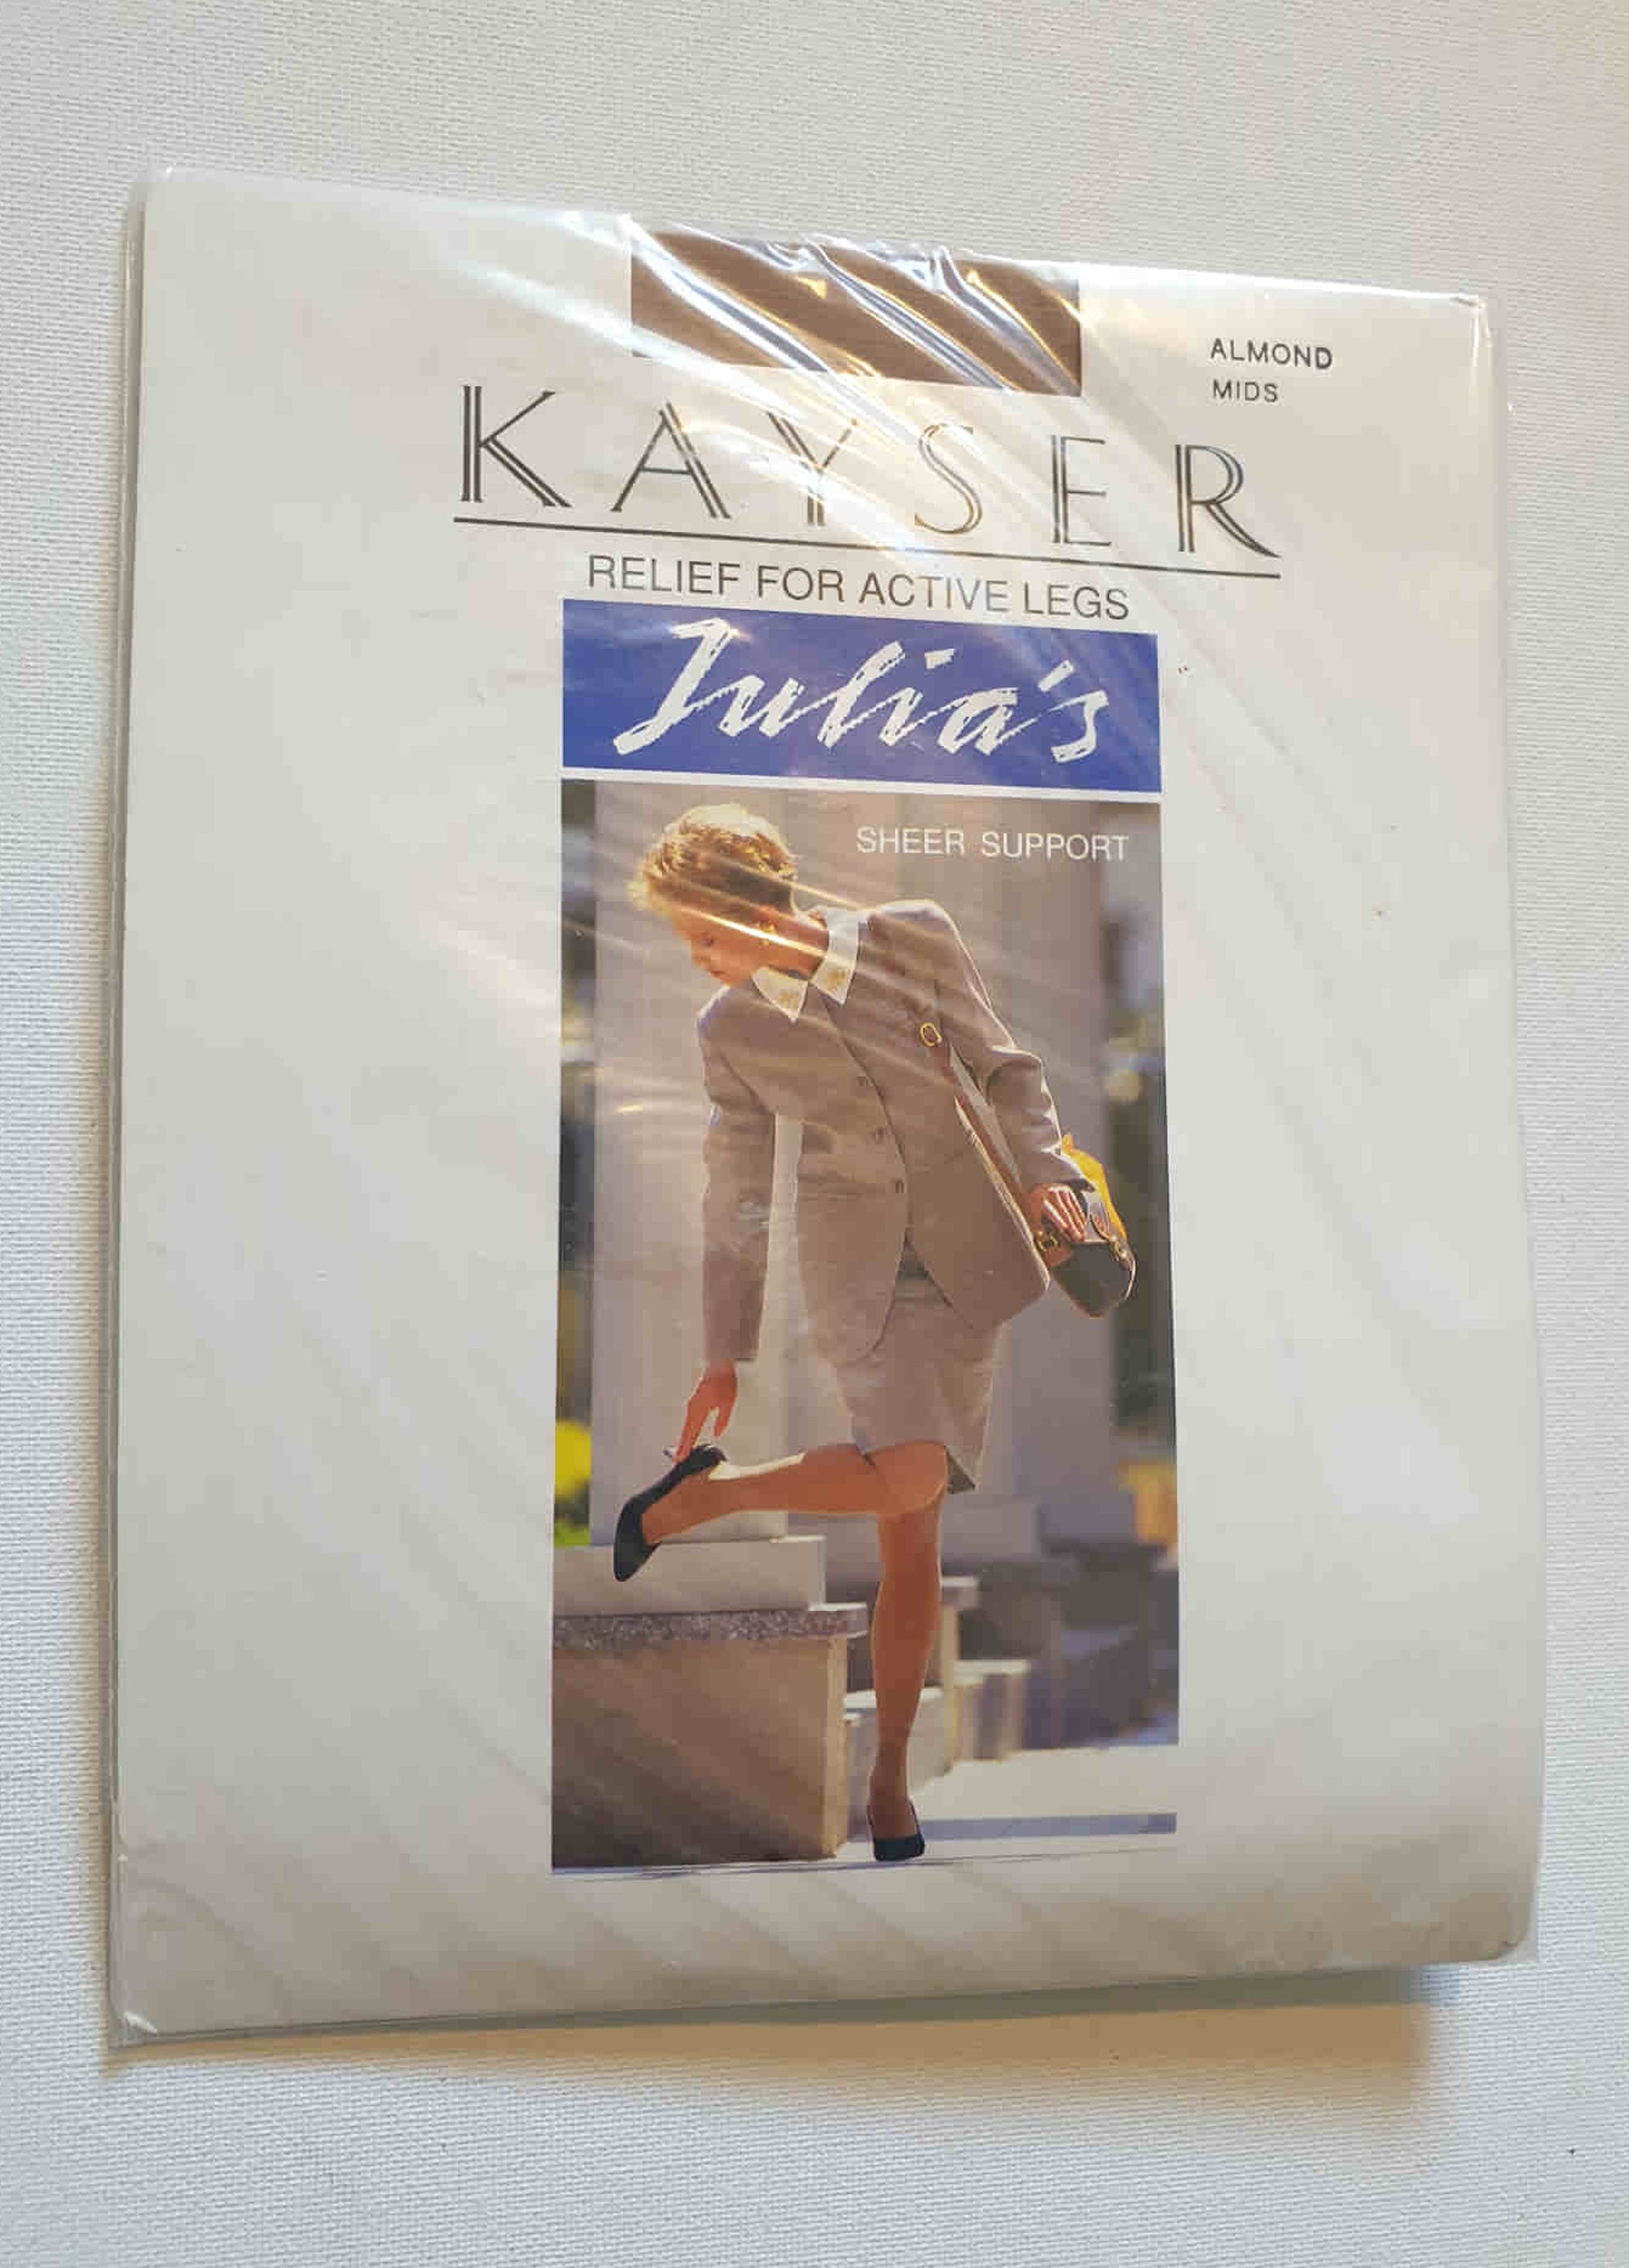 ALMOND
MIDS
KAYSER
RELIEF FOR ACTIVE LEGS
Julia's
SHEER SUPPORT